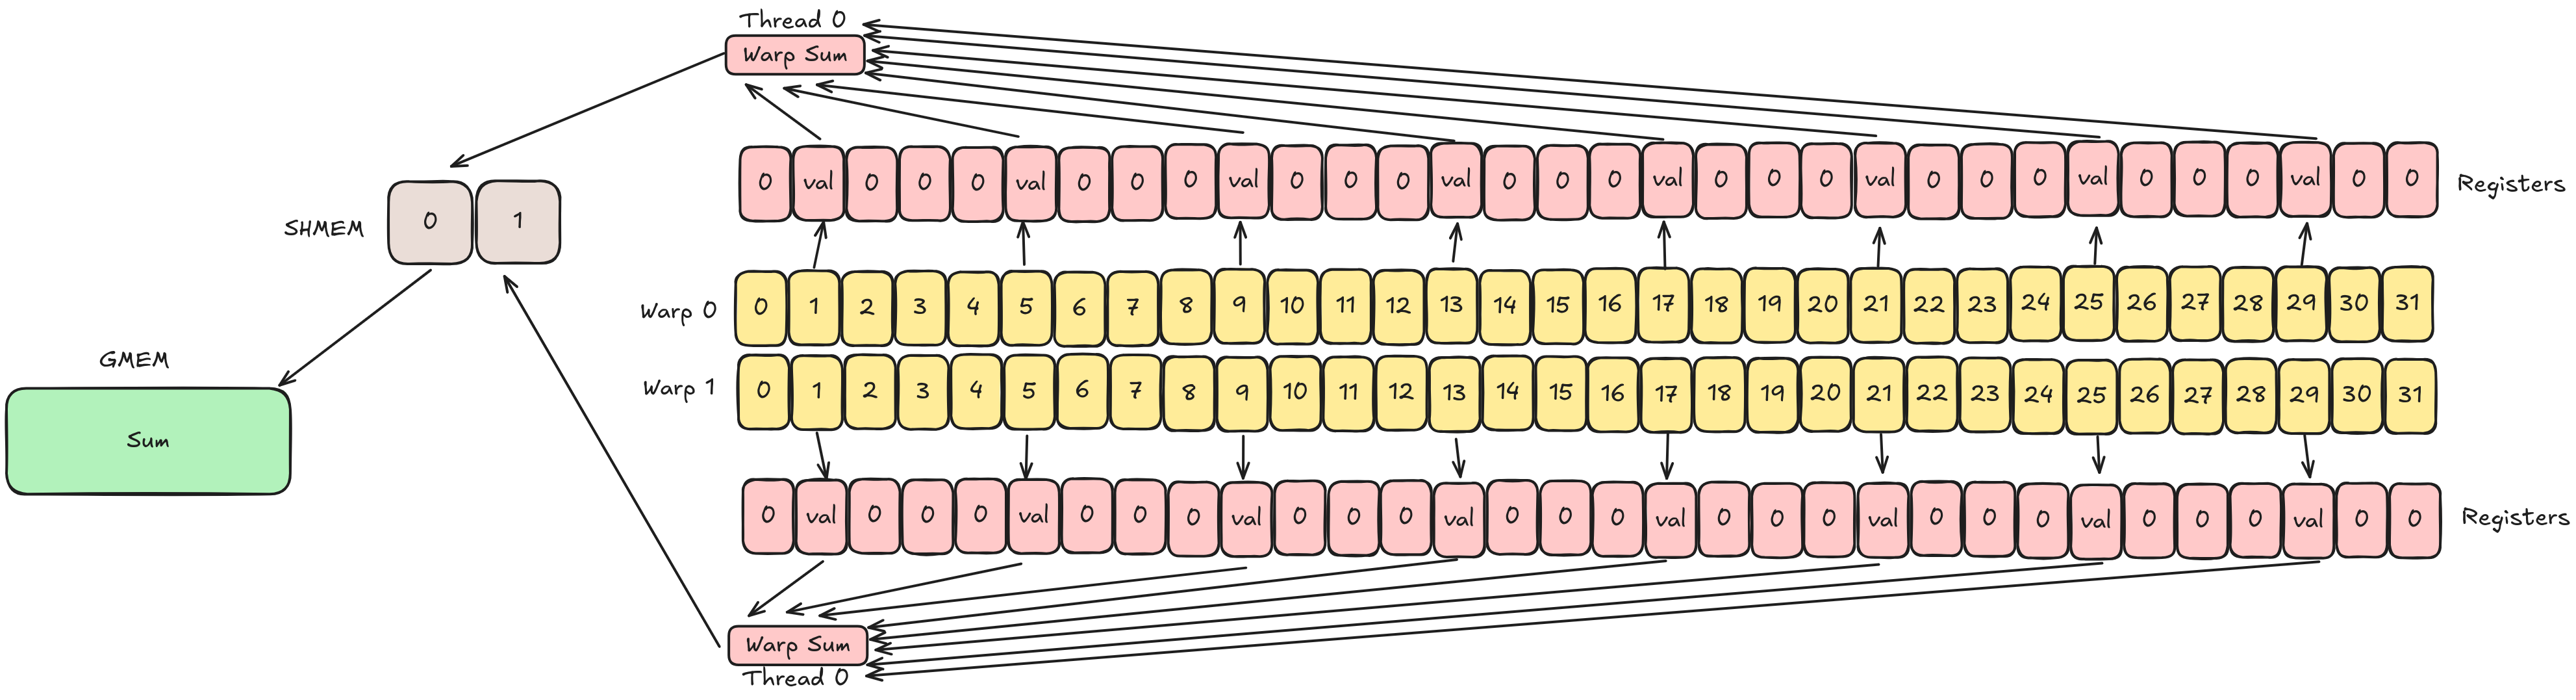 Thread 0
Warp Sum
0 val 0 0 0 val 0 0 0 val 0 0 0 val 0 0 0 val 0 0 0 val 0 0 0 val 0 0 0 val 0 0 Registers
SHMEM 0 1
Warp 0 0 1 2 3 4 5 6 7 8 9 10 11 12 13 14 15 16 17 18 19 20 21 22 23 24 25 26 27 28 29 30 31
GMEM
Warp 1 0 1 2 3 4 5 6 7 8 9 10 11 12 13 14 15 16 17 18 19 20 21 22 23 24 25 26 27 28 29 30 31
Sum
0 val 0 0 0 val 0 0 0 val 0 0 0 val 0 0 0 val 0 0 0 val 0 0 0 val 0 0 0 val 0 0 Registers
Warp Sum
Thread 0